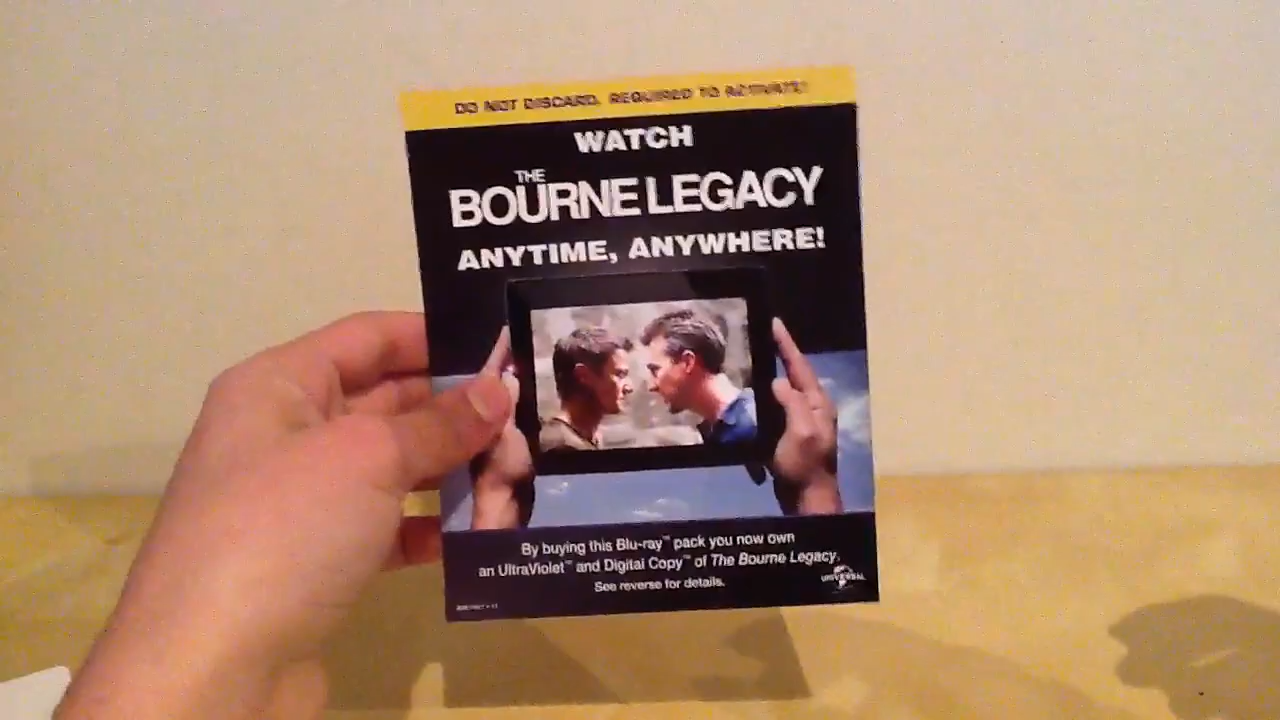 DO NOT DISCARD. REQUIRED TO ACTIVATE!
WATCH
THE
BOURNE LEGACY
ANYTIME, ANYWHERE!
By buying this Blu-ray™ pack you now own
an UltraViolet™ and Digital Copy™ of The Bourne Legacy.
See reverse for details.
UNIVERSAL